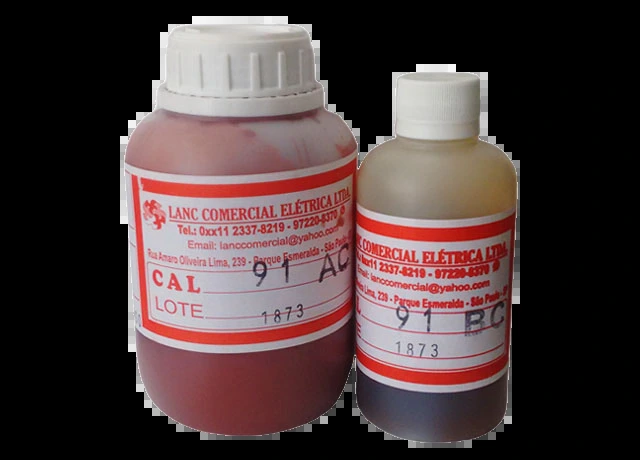 LANC COMERCIAL ELÉTRICA LTDA.
Tel.: 0xx11 2337-8219 - 97220-8370
Email: lanccomercial@yahoo.com
Rua Amaro Oliveira Lima, 239 - Parque Esmeralda - São Paulo
CAL 91 AC
LOTE 1873
COMERCIAL ELÉTRICA LTDA.
0xx11 2337-8219 - 97220-8370
lanccomercial@yahoo.com
Lima, 239 - Parque Esmeralda - São Paulo - SP
91 BC
1873